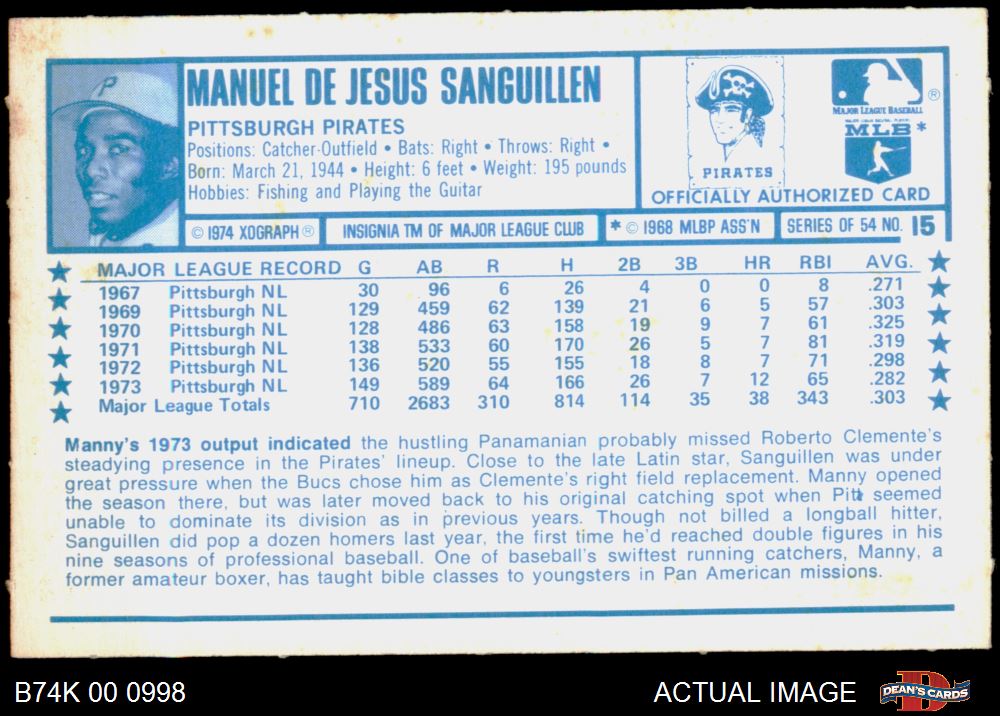 MANUEL DE JESUS SANGUILLEN
PITTSBURGH PIRATES
Positions: Catcher-Outfield • Bats: Right • Throws: Right •
Born: March 21, 1944 • Height: 6 feet • Weight: 195 pounds
Hobbies: Fishing and Playing the Guitar
P
PIRATES
MAJOR LEAGUE BASEBALL
®
MLB*
OFFICIALLY AUTHORIZED CARD
© 1974 XOGRAPH ® INSIGNIA TM OF MAJOR LEAGUE CLUB * © 1968 MLBP ASS'N SERIES OF 54 NO. 15
MAJOR LEAGUE RECORD G AB R H 2B 3B HR RBI AVG.
1967 Pittsburgh NL 30 96 6 26 4 0 0 8 .271
1969 Pittsburgh NL 129 459 62 139 21 6 5 57 .303
1970 Pittsburgh NL 128 486 63 158 19 9 7 61 .325
1971 Pittsburgh NL 138 533 60 170 26 5 7 81 .319
1972 Pittsburgh NL 136 520 55 155 18 8 7 71 .298
1973 Pittsburgh NL 149 589 64 166 26 7 12 65 .282
Major League Totals 710 2683 310 814 114 35 38 343 .303
Manny's 1973 output indicated the hustling Panamanian probably missed Roberto Clemente's
steadying presence in the Pirates' lineup. Close to the late Latin star, Sanguillen was under
great pressure when the Bucs chose him as Clemente's right field replacement. Manny opened
the season there, but was later moved back to his original catching spot when Pitt seemed
unable to dominate its division as in previous years. Though not billed a longball hitter,
Sanguillen did pop a dozen homers last year, the first time he'd reached double figures in his
nine seasons of professional baseball. One of baseball's swiftest running catchers, Manny, a
former amateur boxer, has taught bible classes to youngsters in Pan American missions.
B74K 00 0998
ACTUAL IMAGE
D
DEAN'S CARDS